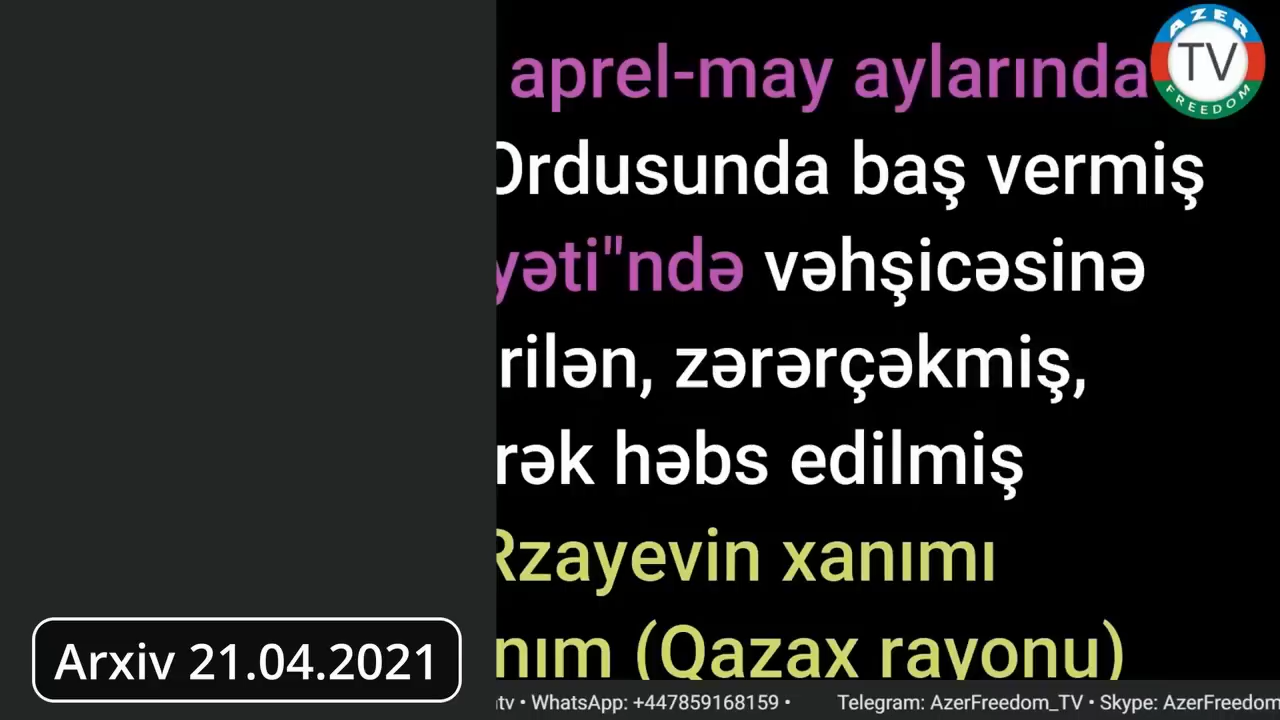 AZER
TV
FREEDOM
aprel-may aylarında
Ordusunda baş vermiş
yəti"ndə vəhşicəsinə
rilən, zərərçəkmiş,
rək həbs edilmiş
Rzayevin xanımı
nım (Qazax rayonu)
Arxiv 21.04.2021
tv • WhatsApp: +447859168159 • Telegram: AzerFreedom_TV • Skype: AzerFreedom